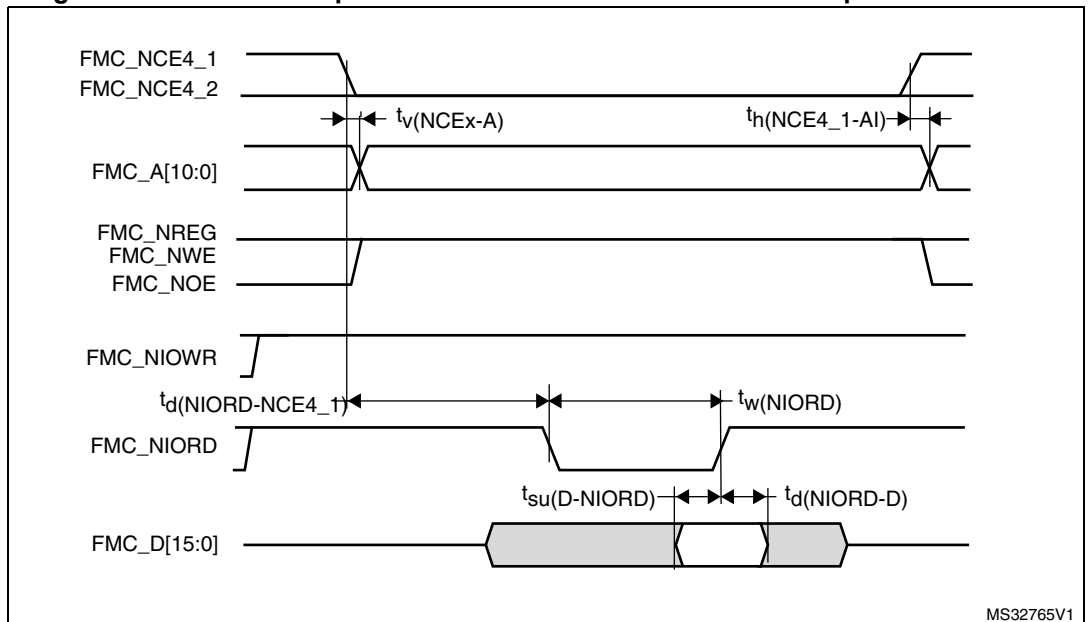 FMC_NCE4_1
FMC_NCE4_2
tv(NCEx-A)
th(NCE4_1-AI)
FMC_A[10:0]
FMC_NREG
FMC_NWE
FMC_NOE
FMC_NIOWR
td(NIORD-NCE4_1)
tw(NIORD)
FMC_NIORD
tsu(D-NIORD)
td(NIORD-D)
FMC_D[15:0]
MS32765V1